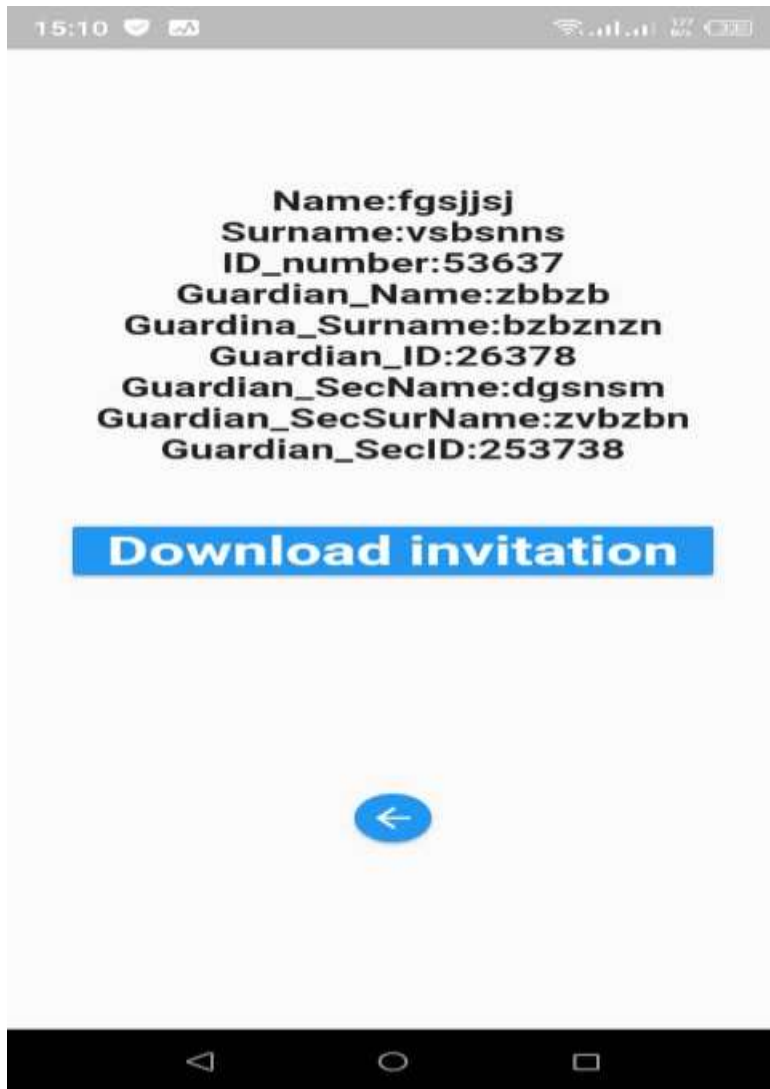 15:10
Name:fgsjjsj
Surname:vsbsnns
ID_number:53637
Guardian_Name:zbbzb
Guardina_Surname:bzbznzn
Guardian_ID:26378
Guardian_SecName:dgsnsm
Guardian_SecSurName:zvbzbn
Guardian_SecID:253738
Download invitation